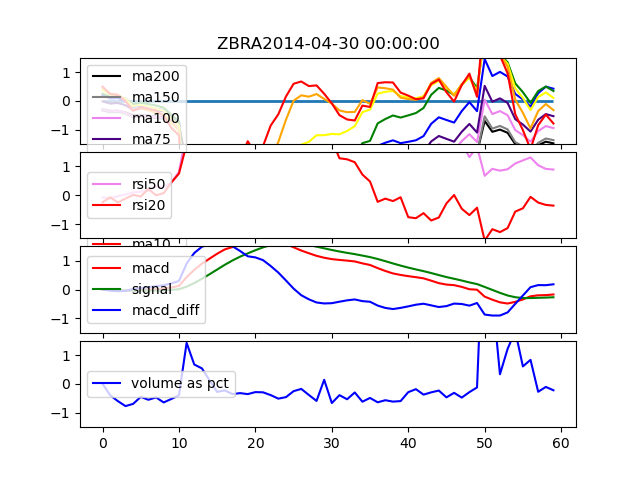 ZBRA2014-04-30 00:00:00
1
0
−1
ma200
ma150
ma100
ma75
1
0
−1
rsi50
rsi20
ma10
1
0
−1
macd
signal
macd_diff
1
0
−1
volume as pct
0 10 20 30 40 50 60